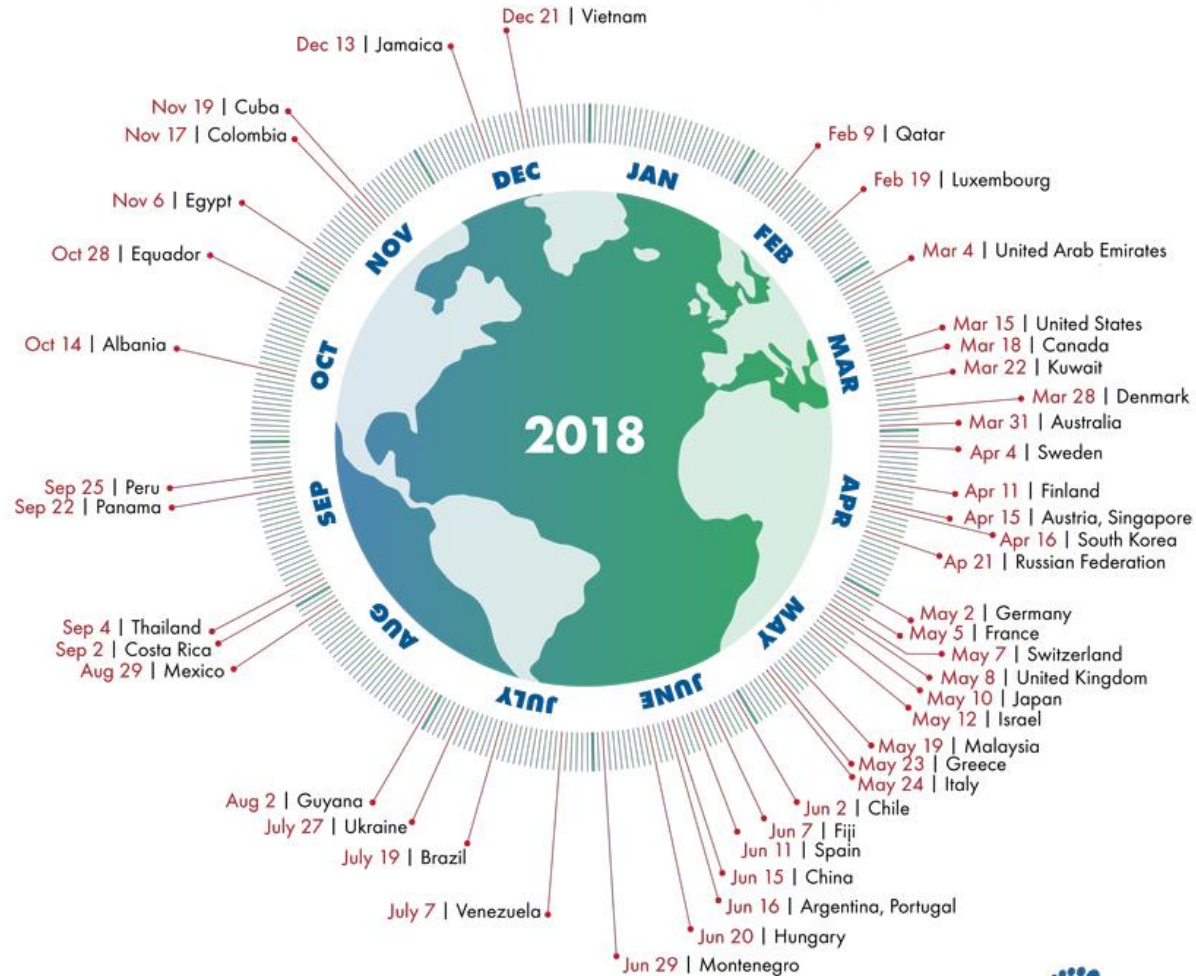 Dec 21 | Vietnam
Dec 13 | Jamaica
Nov 19 | Cuba
Nov 17 | Colombia
Nov 6 | Egypt
Oct 28 | Equador
Oct 14 | Albania
Sep 25 | Peru
Sep 22 | Panama
Sep 4 | Thailand
Sep 2 | Costa Rica
Aug 29 | Mexico
Aug 2 | Guyana
July 27 | Ukraine
July 19 | Brazil
July 7 | Venezuela
Feb 9 | Qatar
Feb 19 | Luxembourg
Mar 4 | United Arab Emirates
Mar 15 | United States
Mar 18 | Canada
Mar 22 | Kuwait
Mar 28 | Denmark
Mar 31 | Australia
Apr 4 | Sweden
Apr 11 | Finland
Apr 15 | Austria, Singapore
Apr 16 | South Korea
Ap 21 | Russian Federation
May 2 | Germany
May 5 | France
May 7 | Switzerland
May 8 | United Kingdom
May 10 | Japan
May 12 | Israel
May 19 | Malaysia
May 23 | Greece
May 24 | Italy
Jun 2 | Chile
Jun 7 | Fiji
Jun 11 | Spain
Jun 15 | China
Jun 16 | Argentina, Portugal
Jun 20 | Hungary
Jun 29 | Montenegro
JAN
FEB
MAR
APR
MAY
JUNE
JULY
AUG
SEP
OCT
NOV
DEC
2018